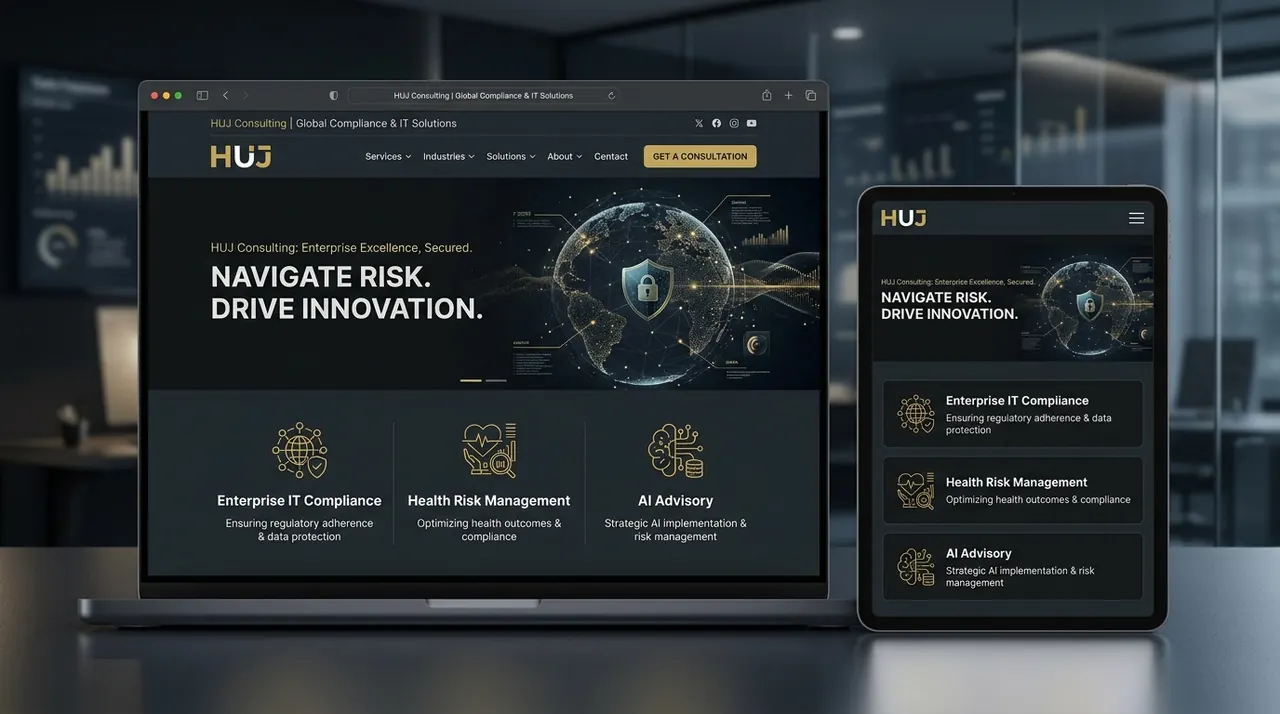 HUJ Consulting | Global Compliance & IT Solutions
HUJ Consulting | Global Compliance & IT Solutions
HUJ
Services
Industries
Solutions
About
Contact
GET A CONSULTATION
HUJ Consulting: Enterprise Excellence, Secured.
NAVIGATE RISK.
DRIVE INNOVATION.
Enterprise IT Compliance
Ensuring regulatory adherence
& data protection
Health Risk Management
Optimizing health outcomes &
compliance
AI Advisory
Strategic AI implementation &
risk management
HUJ
HUJ Consulting: Enterprise Excellence, Secured.
NAVIGATE RISK.
DRIVE INNOVATION.
Enterprise IT Compliance
Ensuring regulatory adherence & data
protection
Health Risk Management
Optimizing health outcomes & compliance
AI Advisory
Strategic AI implementation & risk
management